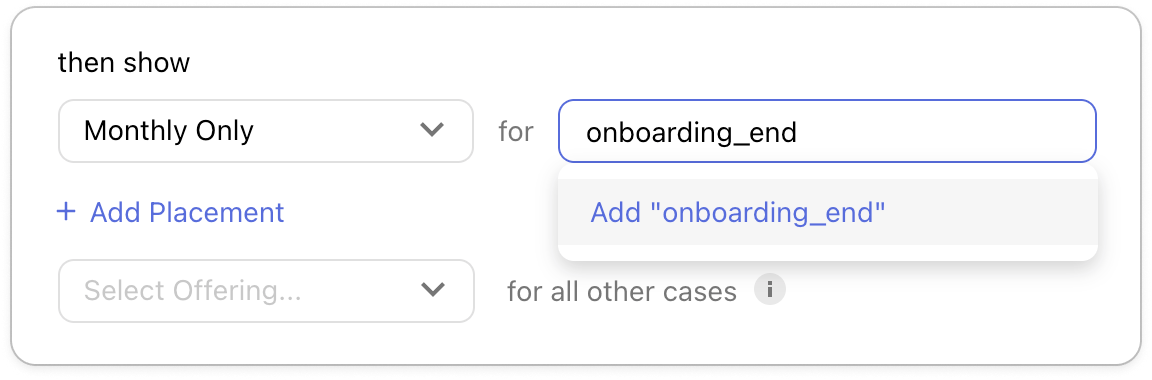 then show
Monthly Only for onboarding_end
+ Add Placement Add "onboarding_end"
Select Offering... for all other cases i